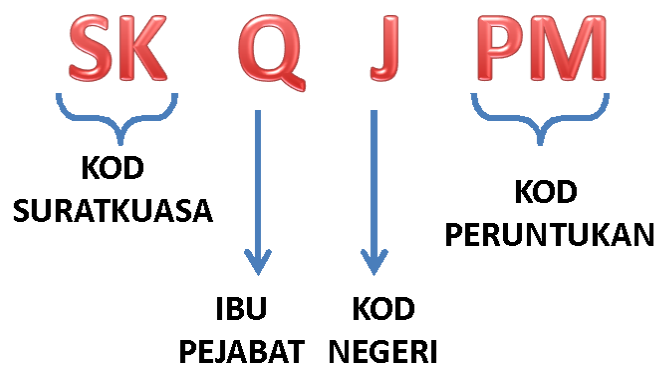 SK Q J PM
KOD
SURATKUASA
KOD
PERUNTUKAN
IBU
PEJABAT
KOD
NEGERI